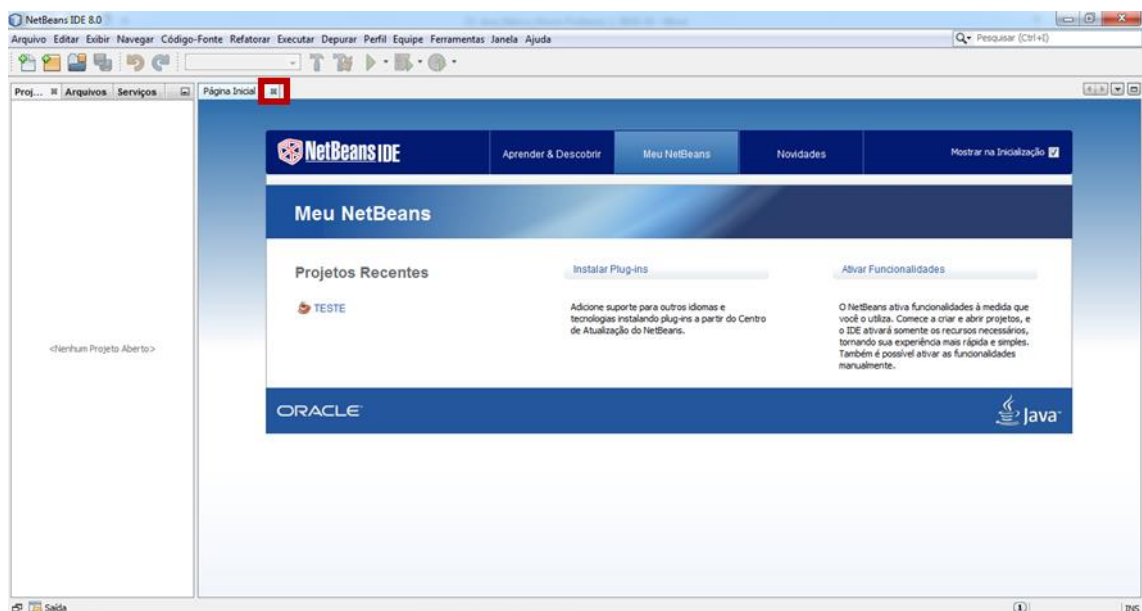 NetBeans IDE 8.0
Arquivo Editar Exibir Navegar Código-Fonte Refatorar Executar Depurar Perfil Equipe Ferramentas Janela Ajuda
Pesquisar (Ctrl+I)
Proj... Arquivos Serviços
Página Inicial
NetBeans IDE
Aprender & Descobrir
Meu NetBeans
Novidades
Mostrar na Inicialização
Meu NetBeans
Projetos Recentes
TESTE
Instalar Plug-ins
Adicione suporte para outros idiomas e
tecnologias instalando plug-ins a partir do Centro
de Atualização do NetBeans.
Ativar Funcionalidades
O NetBeans ativa funcionalidades à medida que
você o utiliza. Comece a criar e abrir projetos, e
o IDE ativará somente os recursos necessários,
tornando sua experiência mais rápida e simples.
Também é possível ativar as funcionalidades
manualmente.
<Nenhum Projeto Aberto>
ORACLE
Java
Saída
1
INS